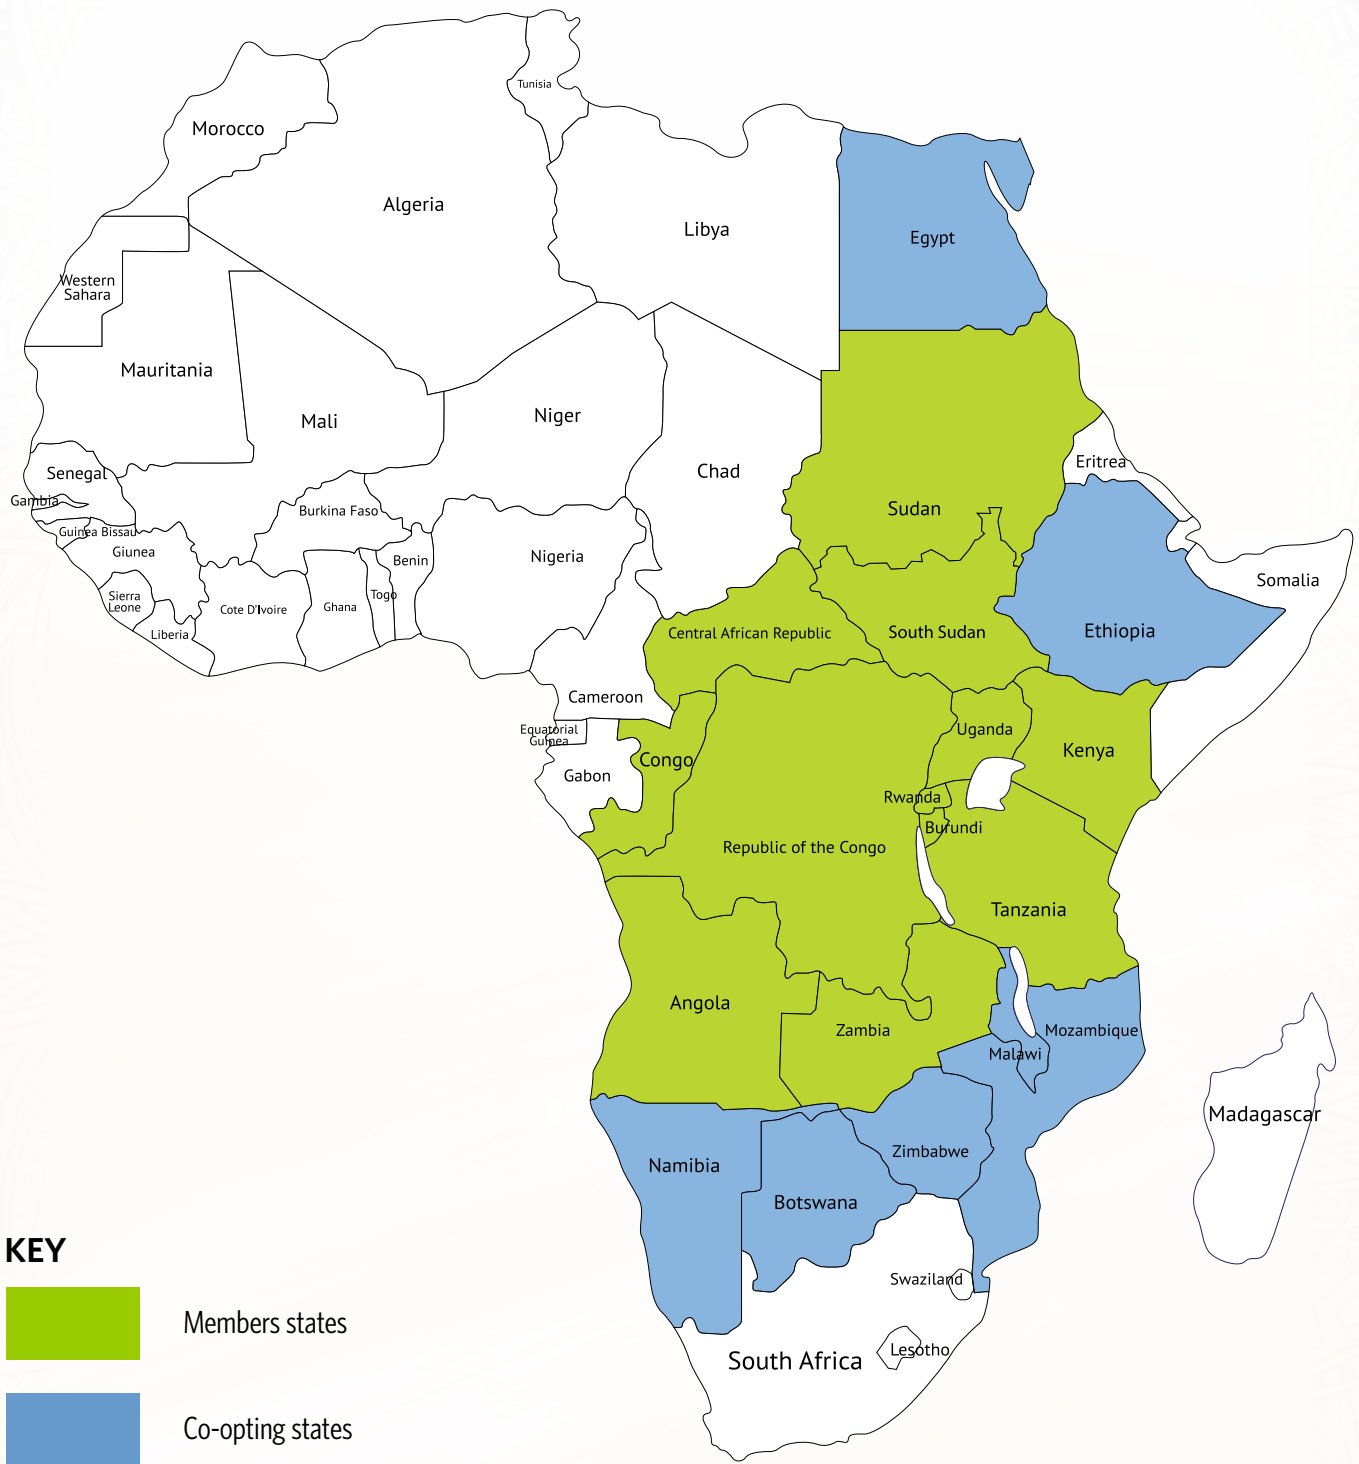 Tunisia
Morocco
Algeria
Libya
Egypt
Western
Sahara
Mauritania
Mali
Niger
Chad
Eritrea
Senegal
Gambia
Burkina Faso
Sudan
Guinea Bissau
Giunea
Nigeria
Benin
Somalia
Sierra
Leone
Cote D'Ivoire
Ghana
Togo
Liberia
Central African Republic
South Sudan
Ethiopia
Cameroon
Equatorial
Guinea
Uganda
Kenya
Congo
Gabon
Rwanda
Burundi
Republic of the Congo
Tanzania
Angola
Zambia
Mozambique
Malawi
Madagascar
Namibia
Zimbabwe
Botswana
Swaziland
Lesotho
South Africa
KEY
Members states
Co-opting states